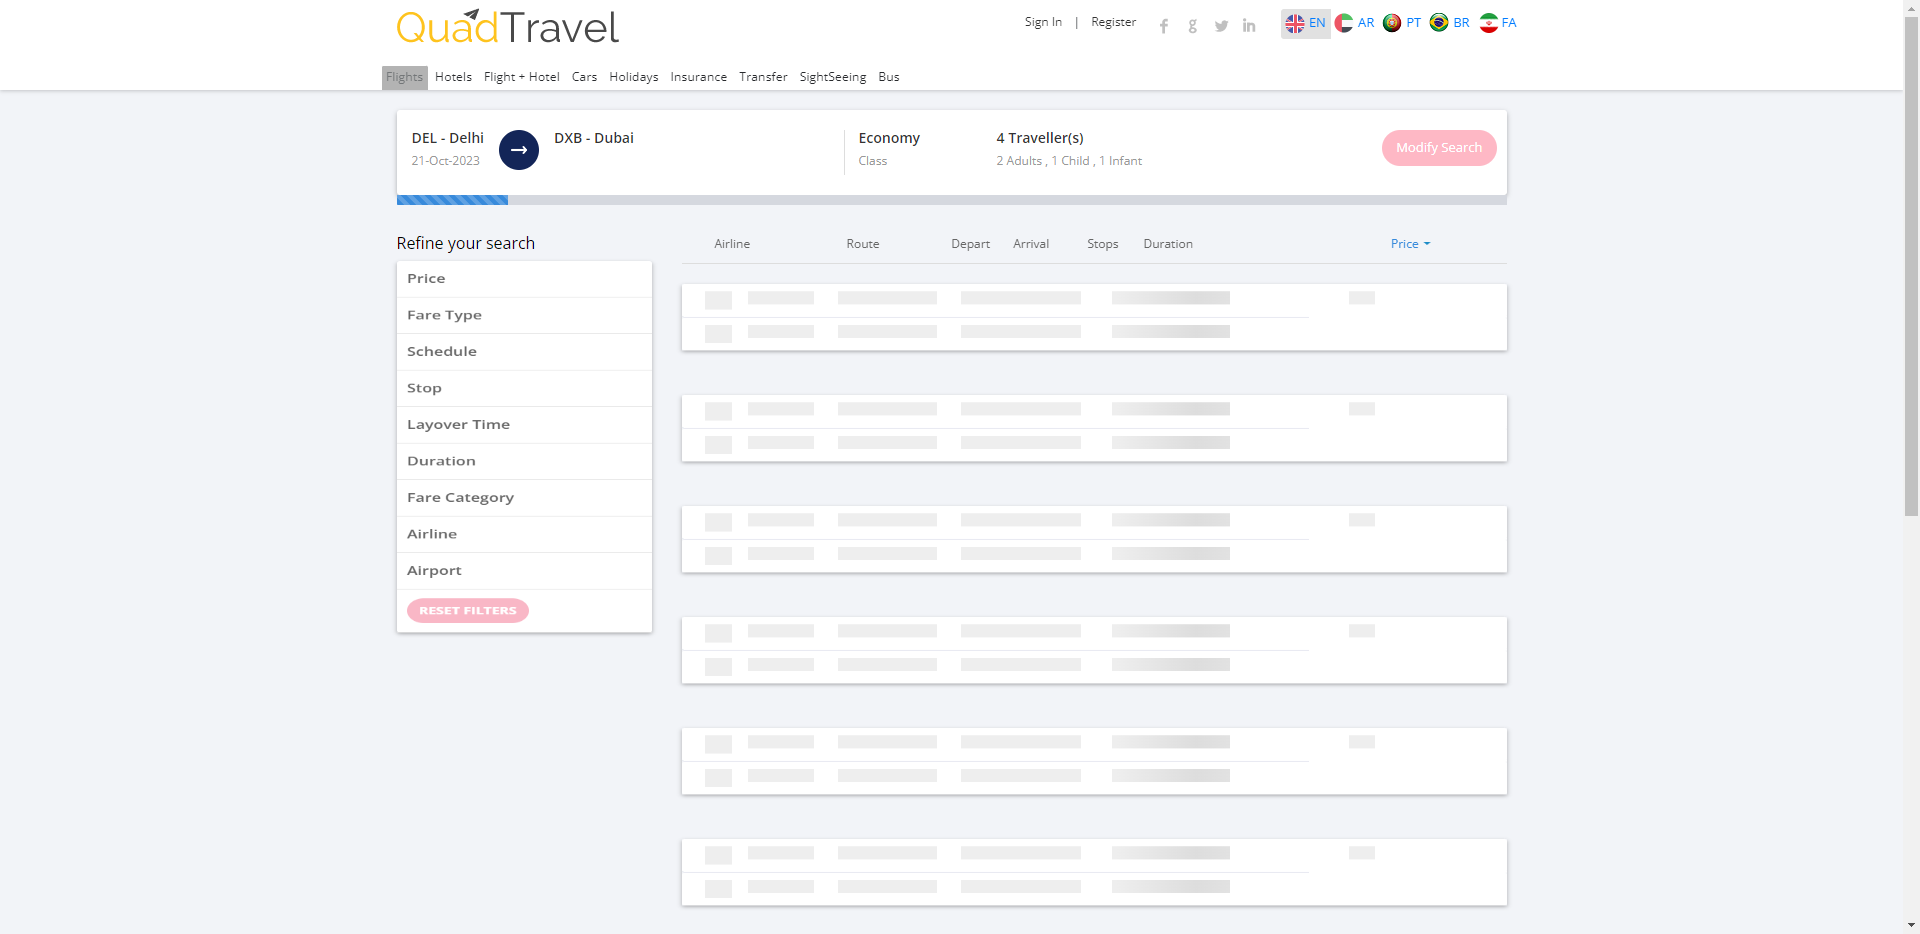 QuadTravel
Sign In | Register
EN AR PT BR FA
Flights Hotels Flight + Hotel Cars Holidays Insurance Transfer SightSeeing Bus
DEL - Delhi
21-Oct-2023
DXB - Dubai
Economy
Class
4 Traveller(s)
2 Adults , 1 Child , 1 Infant
Modify Search
Refine your search
Price
Fare Type
Schedule
Stop
Layover Time
Duration
Fare Category
Airline
Airport
RESET FILTERS
Airline Route Depart Arrival Stops Duration Price